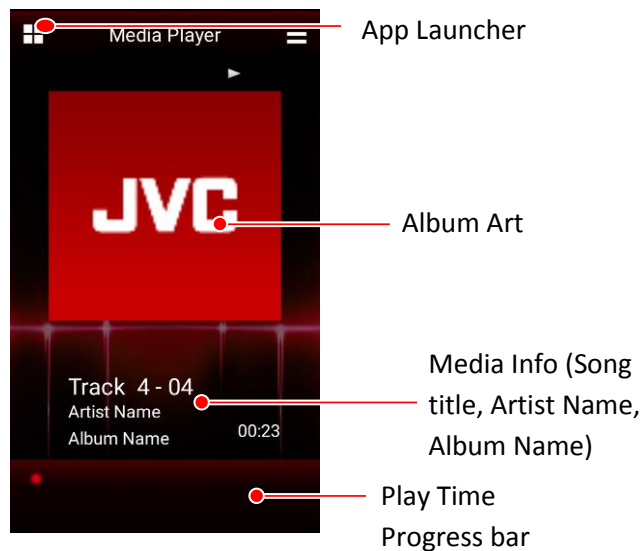 Media Player
App Launcher
JVC
Album Art
Track 4 - 04
Artist Name
Album Name
00:23
Media Info (Song
title, Artist Name,
Album Name)
Play Time
Progress bar